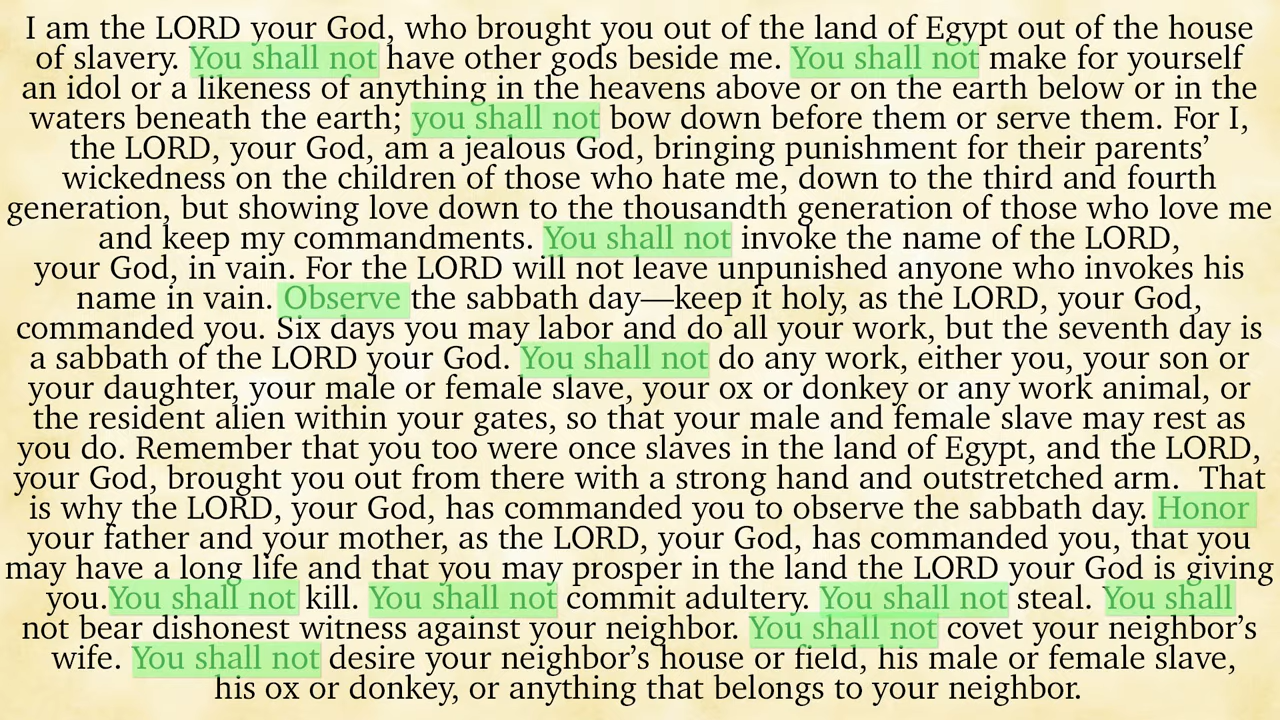 I am the LORD your God, who brought you out of the land of Egypt out of the house
of slavery. You shall not have other gods beside me. You shall not make for yourself
an idol or a likeness of anything in the heavens above or on the earth below or in the
waters beneath the earth; you shall not bow down before them or serve them. For I,
the LORD, your God, am a jealous God, bringing punishment for their parents’
wickedness on the children of those who hate me, down to the third and fourth
generation, but showing love down to the thousandth generation of those who love me
and keep my commandments. You shall not invoke the name of the LORD,
your God, in vain. For the LORD will not leave unpunished anyone who invokes his
name in vain. Observe the sabbath day—keep it holy, as the LORD, your God,
commanded you. Six days you may labor and do all your work, but the seventh day is
a sabbath of the LORD your God. You shall not do any work, either you, your son or
your daughter, your male or female slave, your ox or donkey or any work animal, or
the resident alien within your gates, so that your male and female slave may rest as
you do. Remember that you too were once slaves in the land of Egypt, and the LORD,
your God, brought you out from there with a strong hand and outstretched arm.  That
is why the LORD, your God, has commanded you to observe the sabbath day. Honor
your father and your mother, as the LORD, your God, has commanded you, that you
may have a long life and that you may prosper in the land the LORD your God is giving
you.You shall not kill. You shall not commit adultery. You shall not steal. You shall
not bear dishonest witness against your neighbor. You shall not covet your neighbor’s
wife. You shall not desire your neighbor’s house or field, his male or female slave,
his ox or donkey, or anything that belongs to your neighbor.